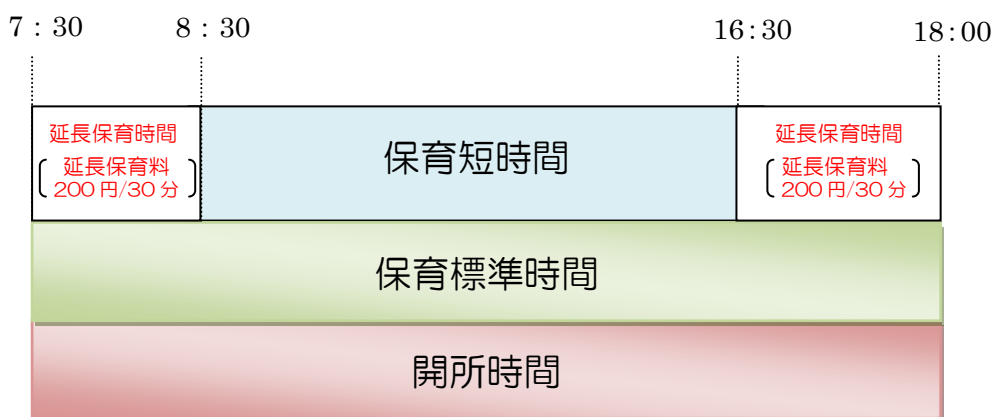 7：30 8：30 16:30 18:00
延長保育時間
延長保育料
200円/30分
保育短時間
延長保育時間
延長保育料
200円/30分
保育標準時間
開所時間